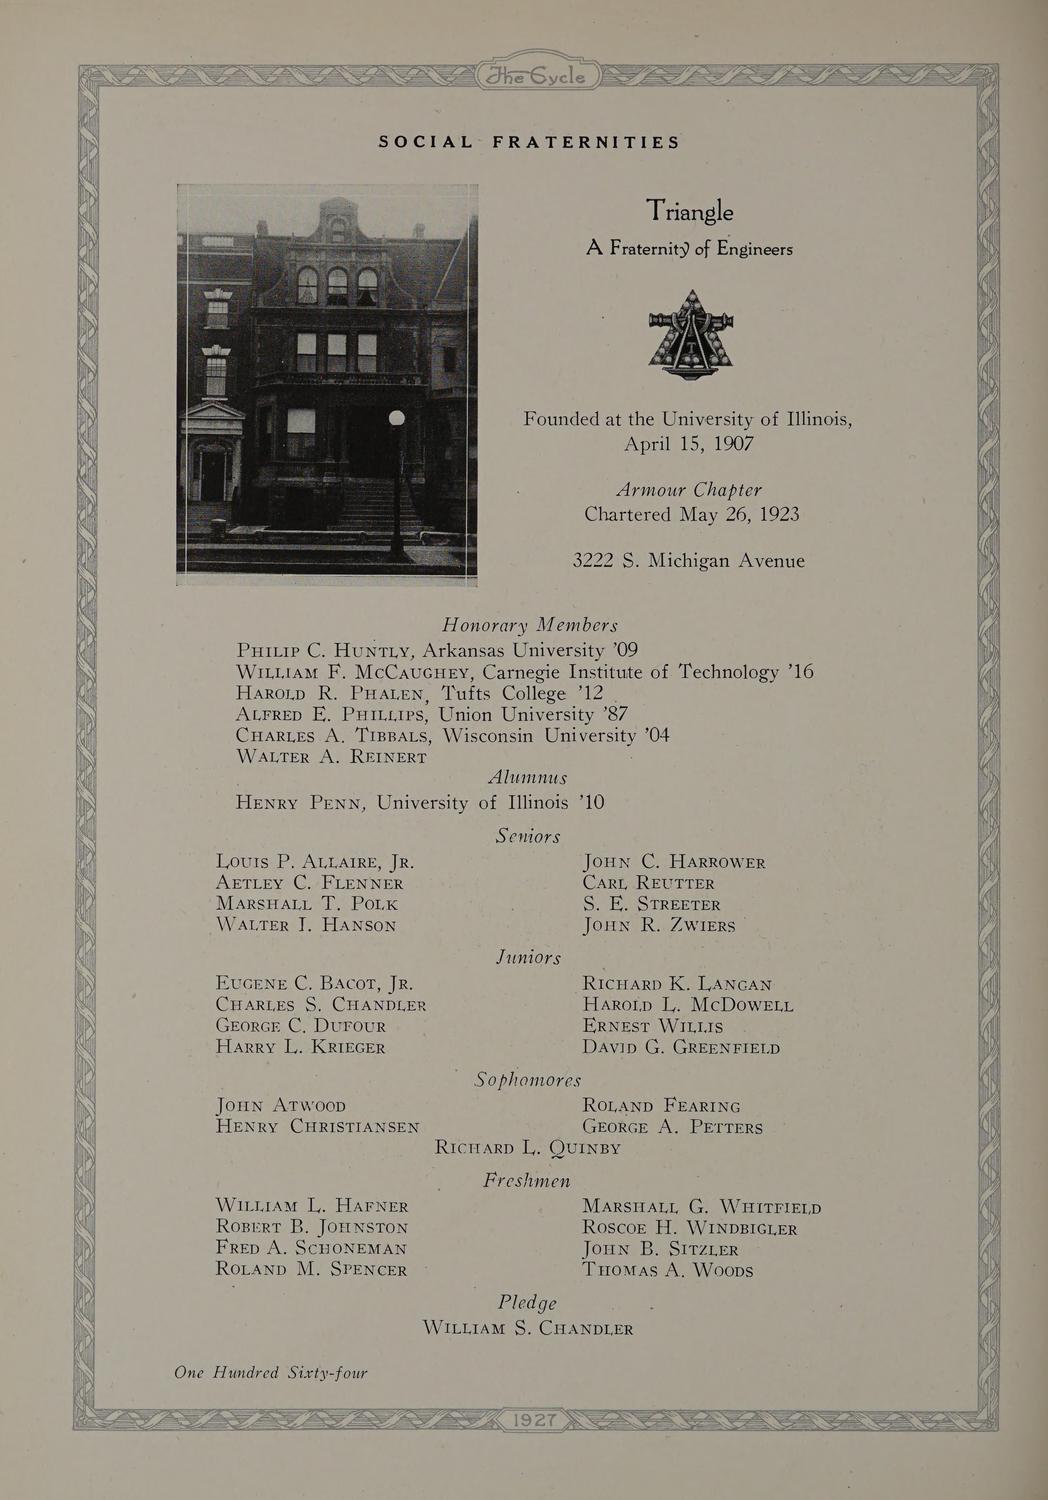 The Cycle
SOCIAL FRATERNITIES
Triangle
A Fraternity of Engineers
T
Founded at the University of Illinois,
April 15, 1907
Armour Chapter
Chartered May 26, 1923
3222 S. Michigan Avenue
Honorary Members
PHILIP C. HUNTLY, Arkansas University '09
WILLIAM F. MCCAUGHEY, Carnegie Institute of Technology '16
HAROLD R. PHALEN, Tufts College '12
ALFRED E. PHILLIPS, Union University '87
CHARLES A. TIBBALS, Wisconsin University '04
WALTER A. REINERT
Alumnus
HENRY PENN, University of Illinois '10
Seniors
LOUIS P. ALLAIRE, JR.
AETLEY C. FLENNER
MARSHALL T. POLK
WALTER J. HANSON
JOHN C. HARROWER
CARL REUTTER
S. E. STREETER
JOHN R. ZWIERS
Juniors
EUGENE C. BACOT, JR.
CHARLES S. CHANDLER
GEORGE C. DUFOUR
HARRY L. KRIEGER
RICHARD K. LANGAN
HAROLD L. MCDOWELL
ERNEST WILLIS
DAVID G. GREENFIELD
Sophomores
JOHN ATWOOD
HENRY CHRISTIANSEN
ROLAND FEARING
GEORGE A. PETTERS
RICHARD L. QUINBY
Freshmen
WILLIAM L. HAFNER
ROBERT B. JOHNSTON
FRED A. SCHONEMAN
ROLAND M. SPENCER
MARSHALL G. WHITFIELD
ROSCOE H. WINDBIGLER
JOHN B. SITZLER
THOMAS A. WOODS
Pledge
WILLIAM S. CHANDLER
One Hundred Sixty-four
1927